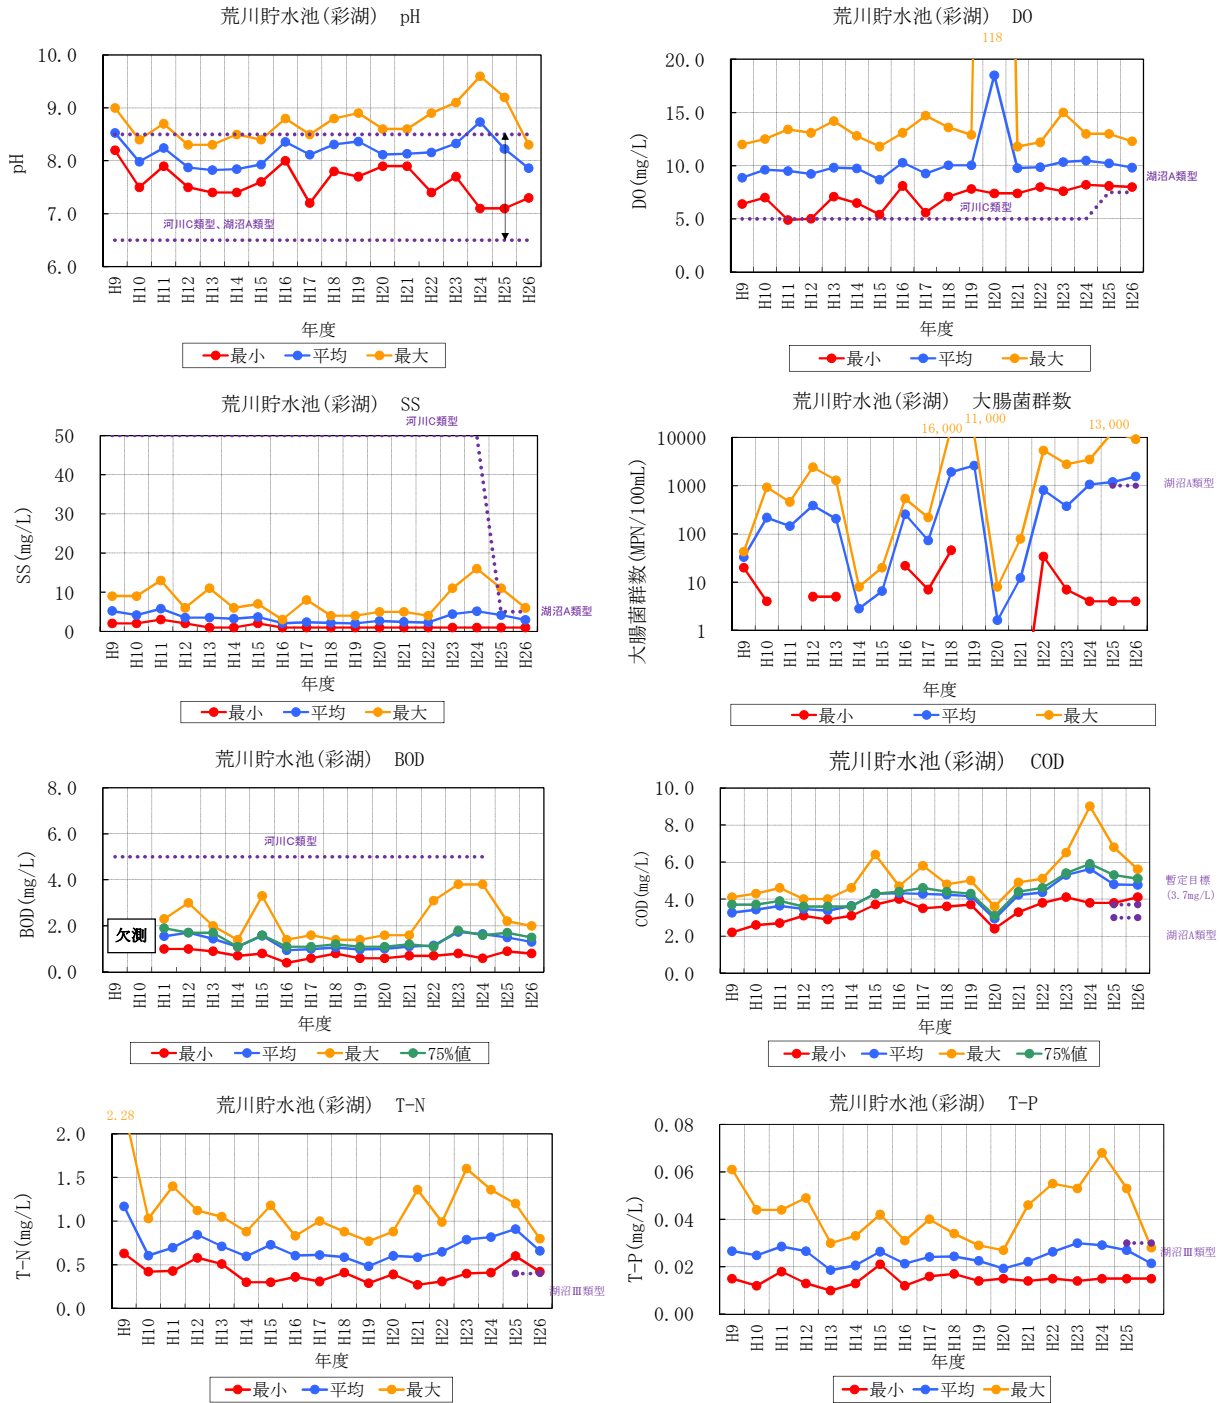 荒川貯水池(彩湖) pH
10.0
9.0
8.0
7.0
6.0
pH
河川C類型、湖沼A類型
H9 H10 H11 H12 H13 H14 H15 H16 H17 H18 H19 H20 H21 H22 H23 H24 H25 H26
年度
最小 平均 最大
荒川貯水池(彩湖) DO
118
20.0
15.0
10.0
5.0
0.0
DO(mg/L)
湖沼A類型
河川C類型
H9 H10 H11 H12 H13 H14 H15 H16 H17 H18 H19 H20 H21 H22 H23 H24 H25 H26
年度
最小 平均 最大
荒川貯水池(彩湖) SS
河川C類型
50
40
30
20
10
0
SS(mg/L)
湖沼A類型
H9 H10 H11 H12 H13 H14 H15 H16 H17 H18 H19 H20 H21 H22 H23 H24 H25 H26
年度
最小 平均 最大
荒川貯水池(彩湖) 大腸菌群数
16,000 11,000 13,000
10000
1000
100
10
1
大腸菌群数(MPN/100mL)
湖沼A類型
H9 H10 H11 H12 H13 H14 H15 H16 H17 H18 H19 H20 H21 H22 H23 H24 H25 H26
年度
最小 平均 最大
荒川貯水池(彩湖) BOD
8.0
6.0
4.0
2.0
0.0
BOD(mg/L)
河川C類型
欠測
H9 H10 H11 H12 H13 H14 H15 H16 H17 H18 H19 H20 H21 H22 H23 H24 H25 H26
年度
最小 平均 最大 75%値
荒川貯水池(彩湖) COD
10.0
8.0
6.0
4.0
2.0
0.0
COD(mg/L)
暫定目標
(3.7mg/L)
湖沼A類型
H9 H10 H11 H12 H13 H14 H15 H16 H17 H18 H19 H20 H21 H22 H23 H24 H25 H26
年度
最小 平均 最大 75%値
荒川貯水池(彩湖) T-N
2.28
2.0
1.5
1.0
0.5
0.0
T-N(mg/L)
湖沼Ⅲ類型
H9 H10 H11 H12 H13 H14 H15 H16 H17 H18 H19 H20 H21 H22 H23 H24 H25 H26
年度
最小 平均 最大
荒川貯水池(彩湖) T-P
0.08
0.06
0.04
0.02
0.00
T-P(mg/L)
湖沼Ⅲ類型
H9 H10 H11 H12 H13 H14 H15 H16 H17 H18 H19 H20 H21 H22 H23 H24 H25
年度
最小 平均 最大